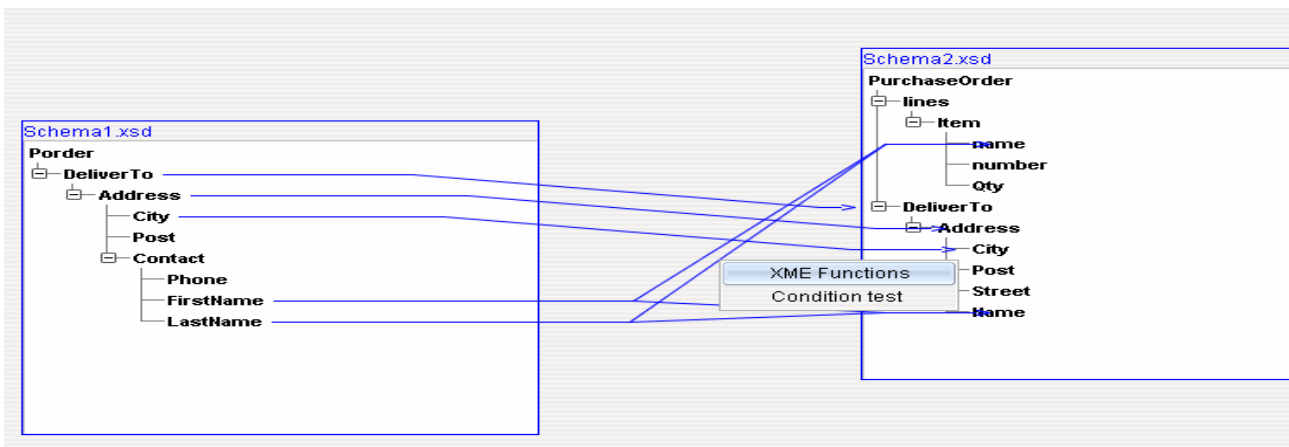 Schema1.xsd
Porder
DeliverTo
Address
City
Post
Contact
Phone
FirstName
LastName
XME Functions
Condition test
Schema2.xsd
PurchaseOrder
lines
Item
name
number
Qty
DeliverTo
Address
City
Post
Street
Name